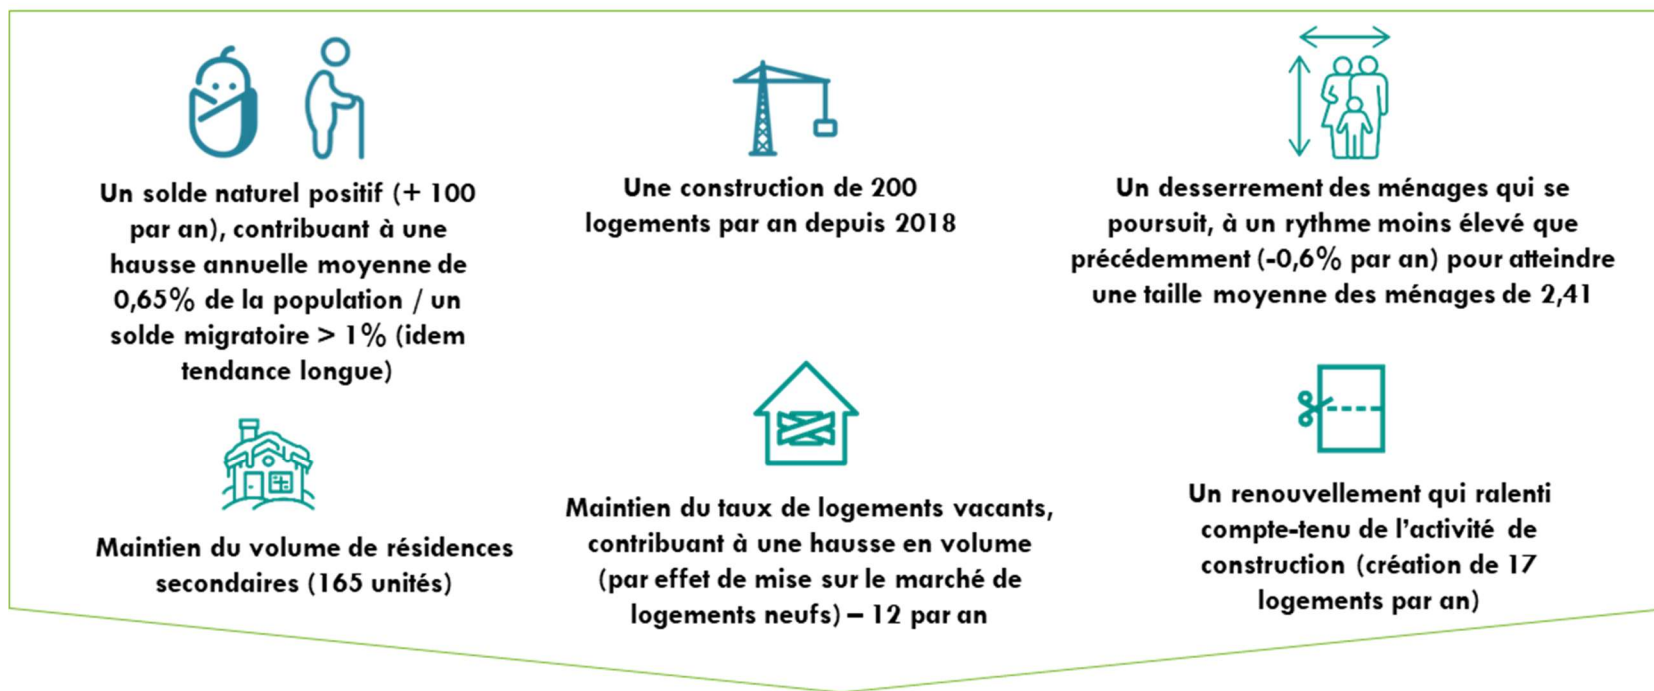 Un solde naturel positif (+ 100
par an), contribuant à une
hausse annuelle moyenne de
0,65% de la population / un
solde migratoire > 1% (idem
tendance longue)
Une construction de 200
logements par an depuis 2018
Un desserrement des ménages qui se
poursuit, à un rythme moins élevé que
précédemment (-0,6% par an) pour atteindre
une taille moyenne des ménages de 2,41
Maintien du volume de résidences
secondaires (165 unités)
Maintien du taux de logements vacants,
contribuant à une hausse en volume
(par effet de mise sur le marché de
logements neufs) – 12 par an
Un renouvellement qui ralenti
compte-tenu de l’activité de
construction (création de 17
logements par an)